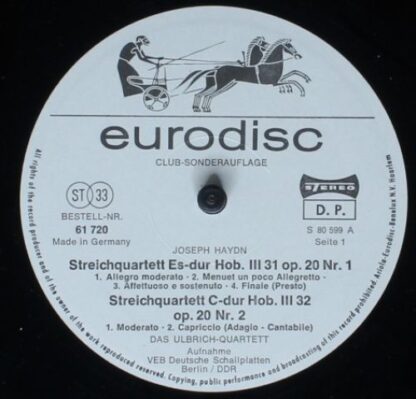 eurodisc
CLUB-SONDERAUFLAGE
ST 33
STEREO
BESTELL-NR.
61 720
Made in Germany
D. P.
S 80 599 A
Seite 1
JOSEPH HAYDN
Streichquartett Es-dur Hob. III 31 op. 20 Nr. 1
1. Allegro moderato · 2. Menuet un poco Allegretto ·
3. Affettuoso e sostenuto · 4. Finale (Presto)
Streichquartett C-dur Hob. III 32
op. 20 Nr. 2
1. Moderato · 2. Capriccio (Adagio - Cantabile)
DAS ULBRICH-QUARTETT
Aufnahme
VEB Deutsche Schallplatten
Berlin / DDR
All rights of the record producer and of the owner of the work reproduced reserved. Copying, public performance and broadcasting of this record prohibited. Ariola-Eurodisc-Benelux N.V. Haarlem